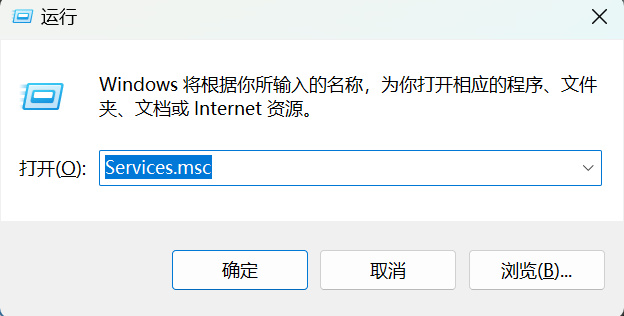 运行
Windows 将根据你所输入的名称，为你打开相应的程序、文件
夹、文档或 Internet 资源。
打开(O): Services.msc
确定 取消 浏览(B)...